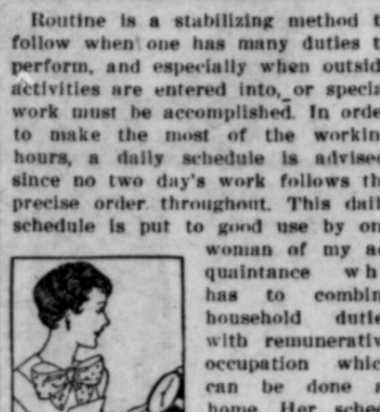 Routine is a stabilizing method t
follow when one has many duties t
perform, and especially when outsid
activities are entered into, or specia
work must be accomplished. In orde
to make the most of the workin
hours, a daily schedule is advised
since no two day's work follows th
precise order throughout. This dail
schedule is put to good use by on
woman of my ac
quaintance wh
has to combin
household dutie
with remunerativ
occupation whic
can be done a
home. Her sched